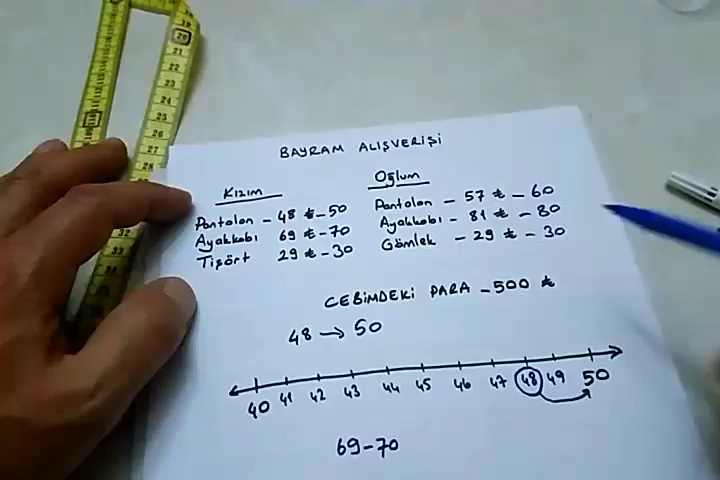 BAYRAM ALIŞVERİŞİ
Kızım
Pantolon - 48 ₺ - 50
Ayakkabı 69 ₺ - 70
Tişört 29 ₺ - 30
Oğlum
Pantolon - 57 ₺ - 60
Ayakkabı - 81 ₺ - 80
Gömlek - 29 ₺ - 30
CEBİMDEKİ PARA - 500 ₺
48 → 50
40 41 42 43 44 45 46 47 48 49 50
69-70